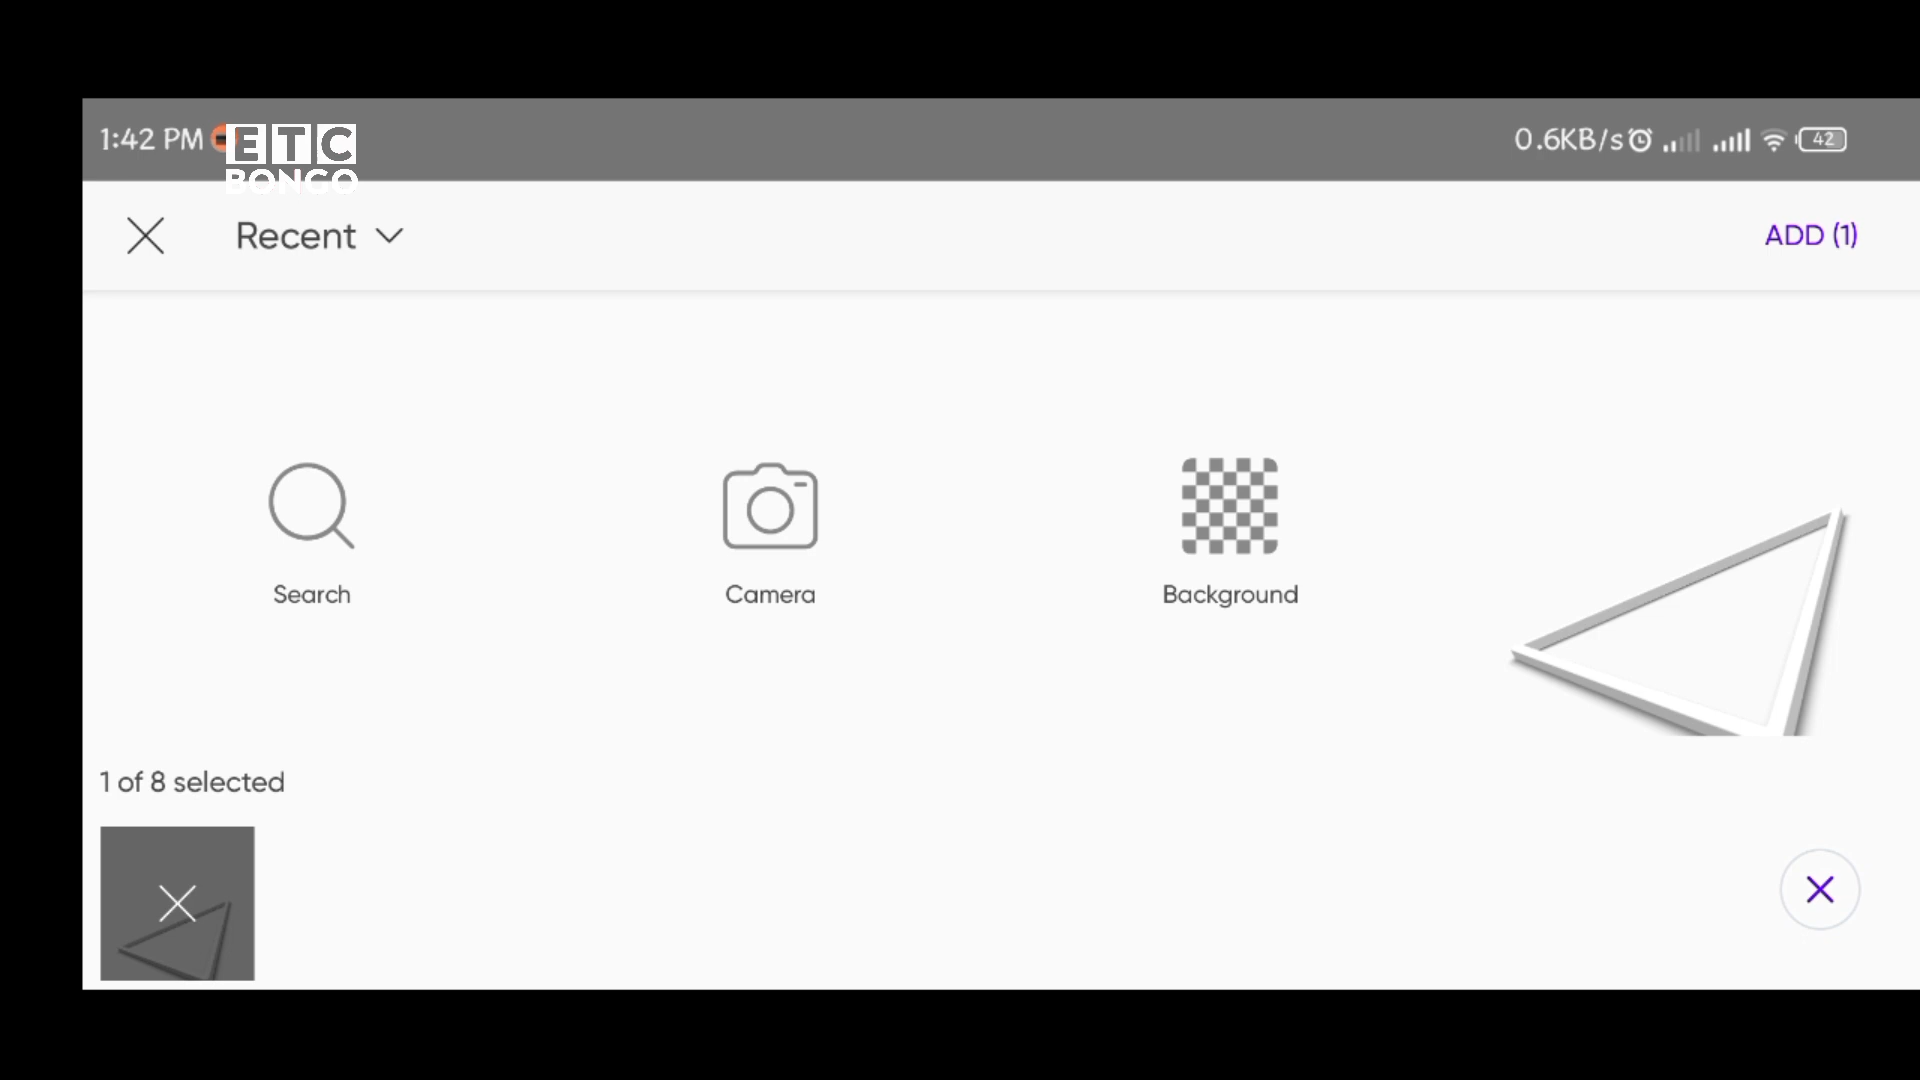 1:42 PM
ETC
BONGO
0.6KB/s
42
Recent
ADD (1)
Search
Camera
Background
1 of 8 selected